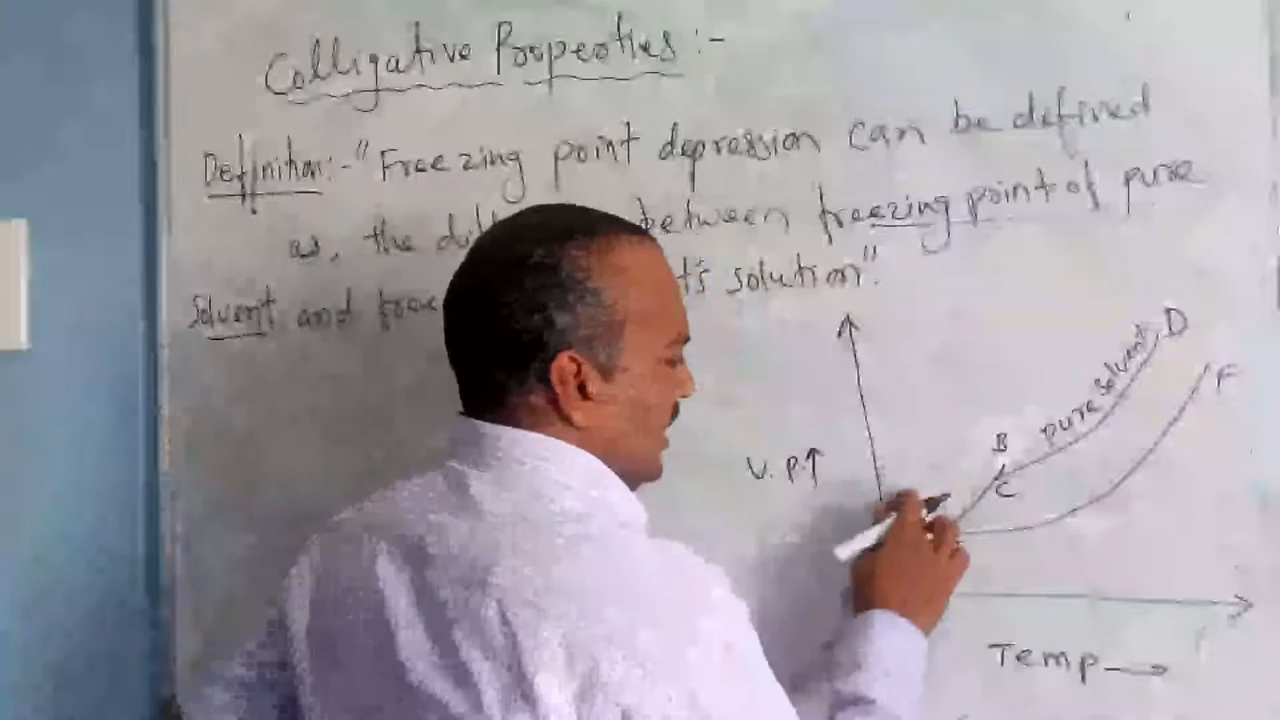 Colligative Properties :-
Definition:- "Freezing point depression can be defined
as, the between freezing point of pure
Solvent and solution".
D
pure solvent
F
B
V. P↑
C
Temp →